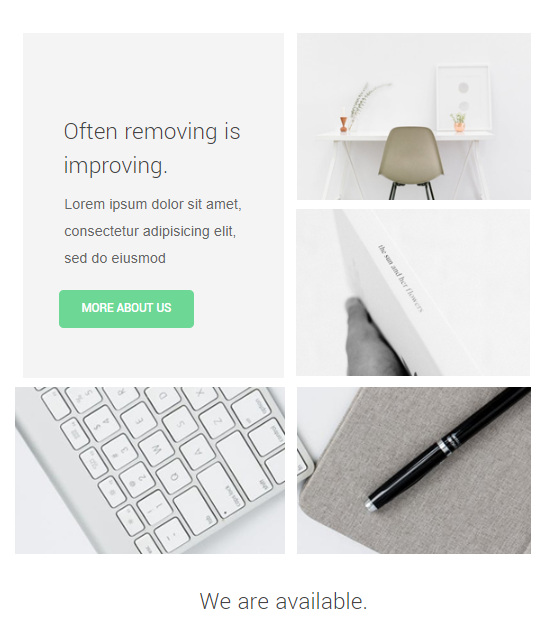 Often removing is
improving.
Lorem ipsum dolor sit amet,
consectetur adipisicing elit,
sed do eiusmod
MORE ABOUT US
the sun and her flowers
We are available.